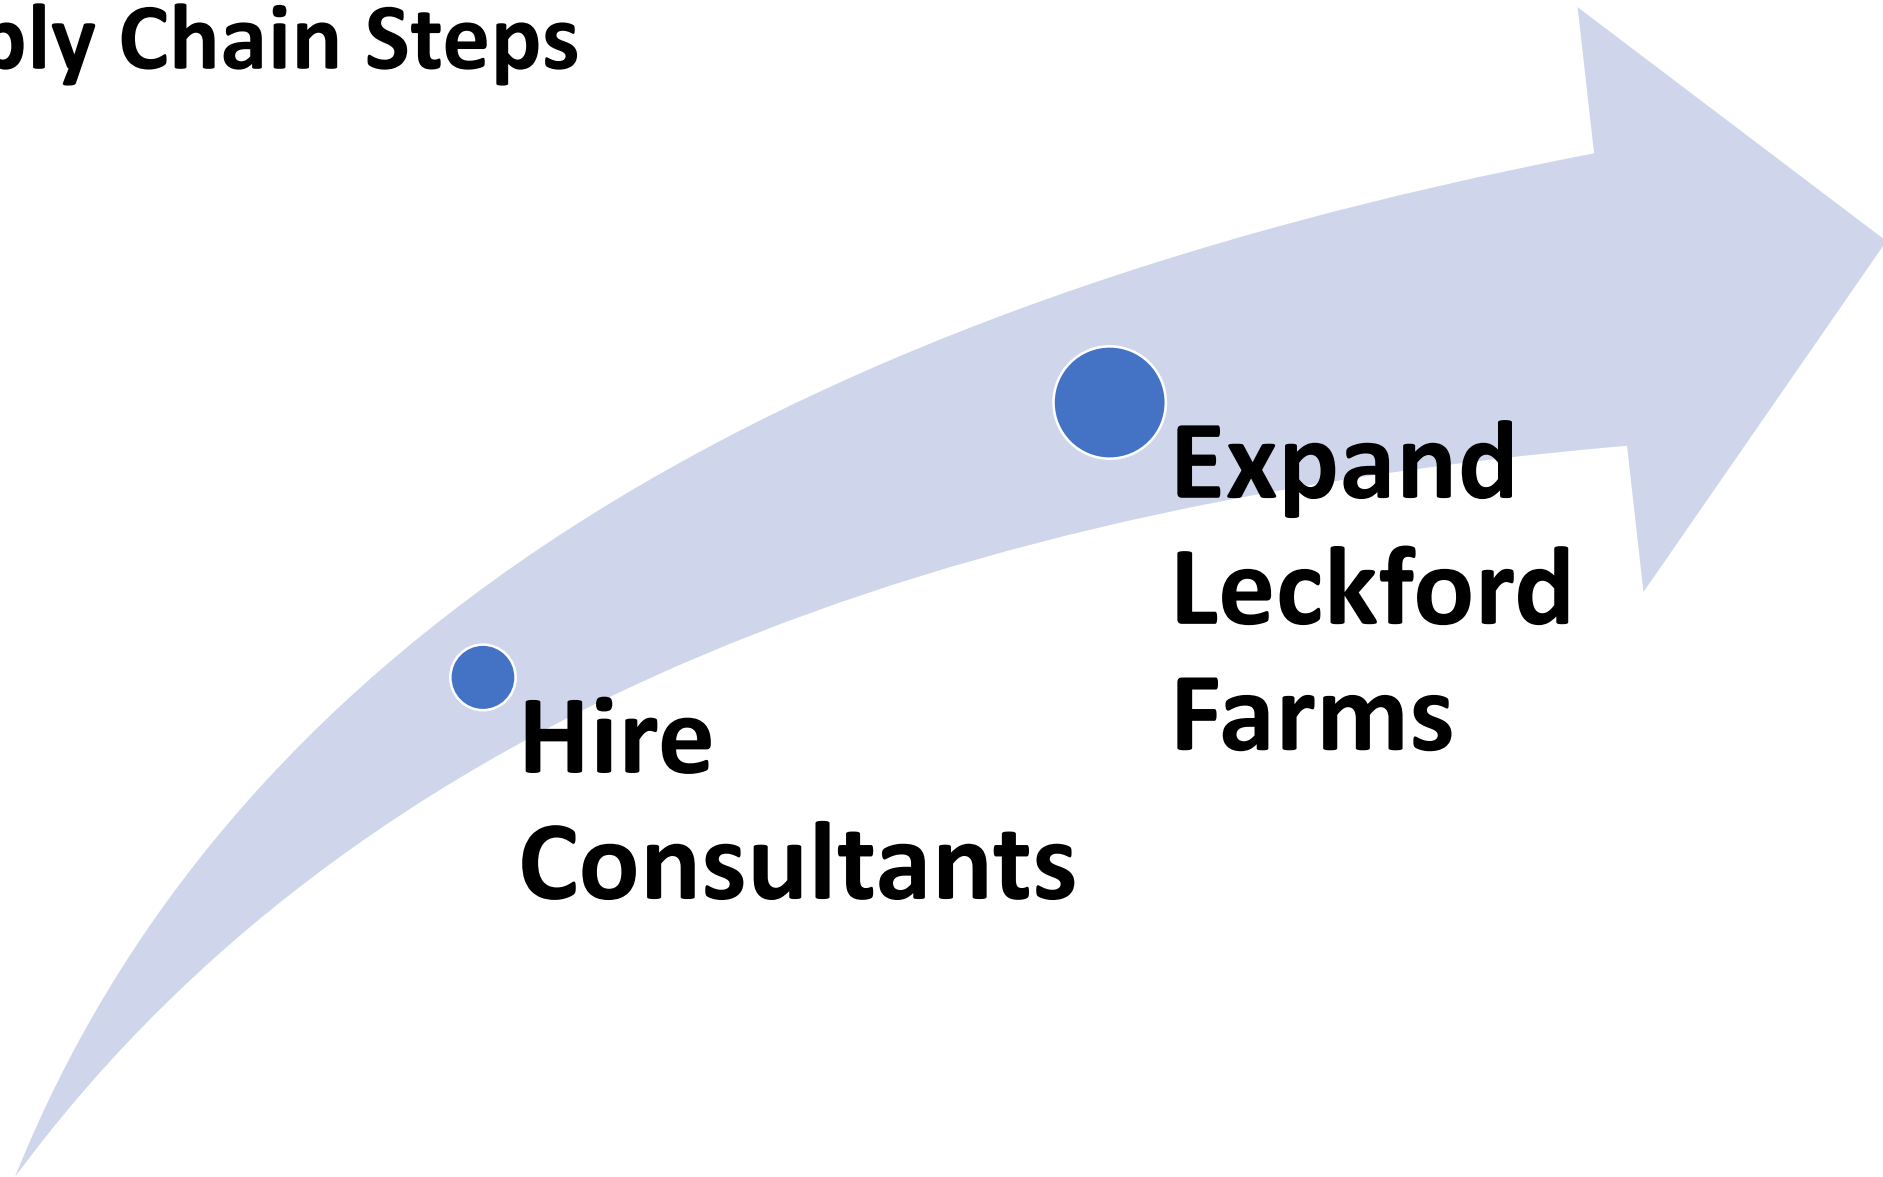 ply Chain Steps
Expand
Leckford
Farms
Hire
Consultants